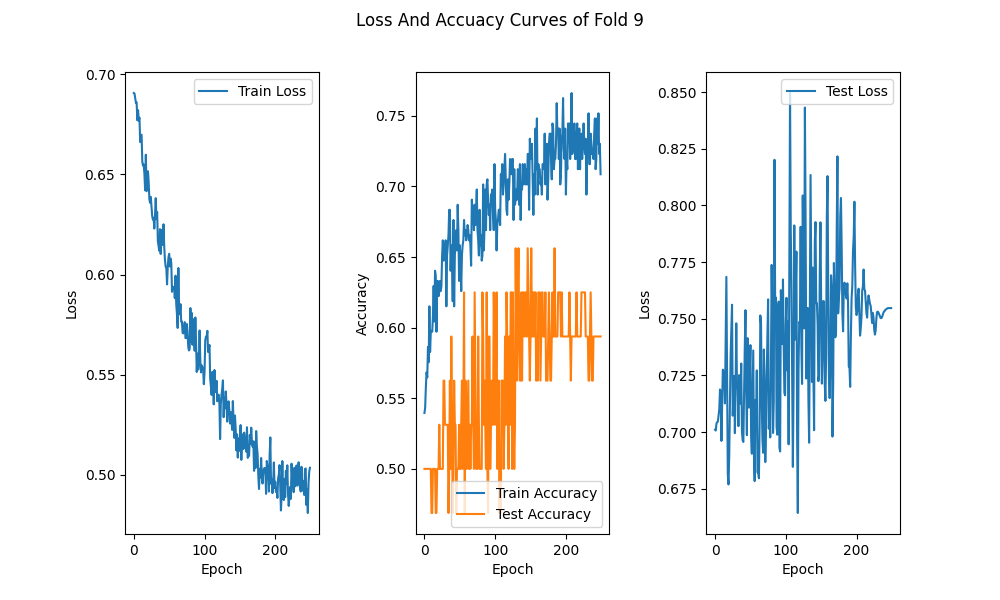 Loss And Accuacy Curves of Fold 9
0.70
0.65
0.60
0.55
0.50
Loss
0 100 200
Epoch
Train Loss
0.75
0.70
0.65
0.60
0.55
0.50
Accuracy
0 100 200
Epoch
Train Accuracy
Test Accuracy
0.850
0.825
0.800
0.775
0.750
0.725
0.700
0.675
Loss
0 100 200
Epoch
Test Loss